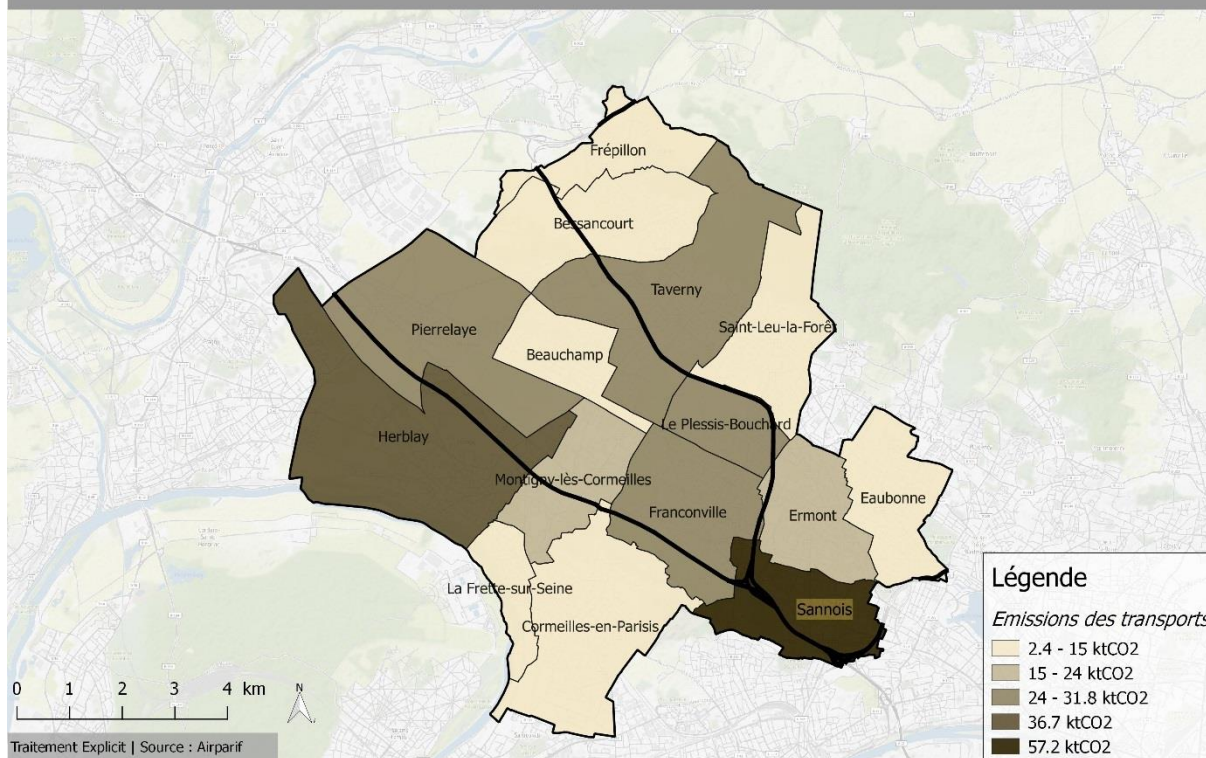 Frépillon
Bessancourt
Taverny
Saint-Leu-la-Forêt
Pierrelaye
Beauchamp
Le Plessis-Bouchard
Herblay
Montigny-lès-Cormeilles
Franconville
Ermont
Eaubonne
La Frette-sur-Seine
Cormeilles-en-Parisis
Sannois
Légende
Emissions des transports
2.4 - 15 ktCO2
15 - 24 ktCO2
24 - 31.8 ktCO2
36.7 ktCO2
57.2 ktCO2
0 1 2 3 4 km
N
Traitement Explicit | Source : Airparif